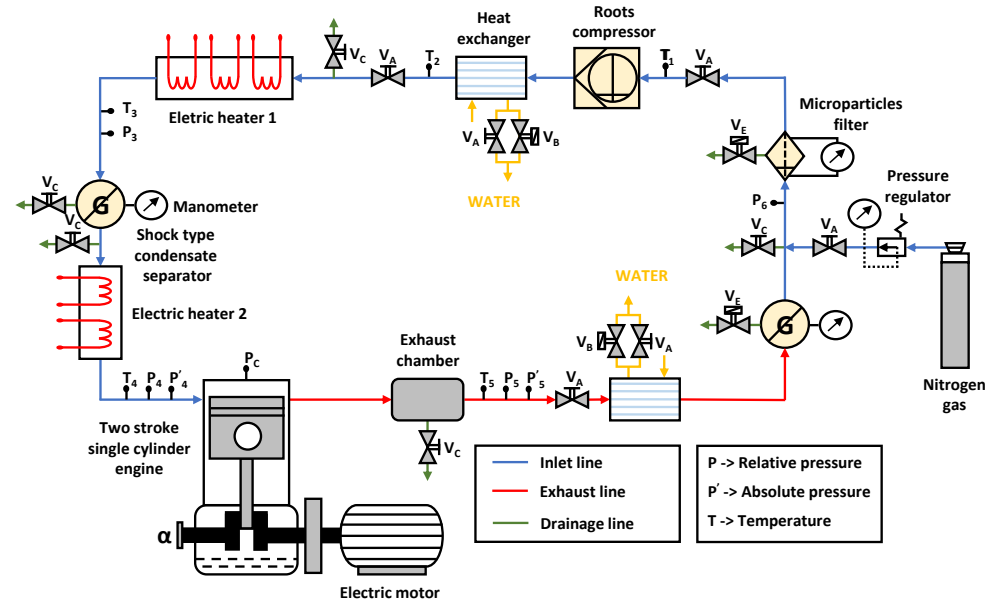 Heat
exchanger
Roots
compressor
V_C
V_A
T_2
T_1
V_A
Eletric heater 1
T_3
P_3
V_A
V_B
WATER
Microparticles
filter
V_E
V_C
G
Manometer
V_C
Shock type
condensate
separator
P_6
Pressure
regulator
V_C
V_A
Electric heater 2
WATER
V_E
G
V_B
V_A
Nitrogen
gas
T_4 P_4 P'_4
P_C
Exhaust
chamber
T_5 P_5 P'_5
V_A
V_C
Two stroke
single cylinder
engine
α
Electric motor
Inlet line
Exhaust line
Drainage line
P -> Relative pressure
P' -> Absolute pressure
T -> Temperature